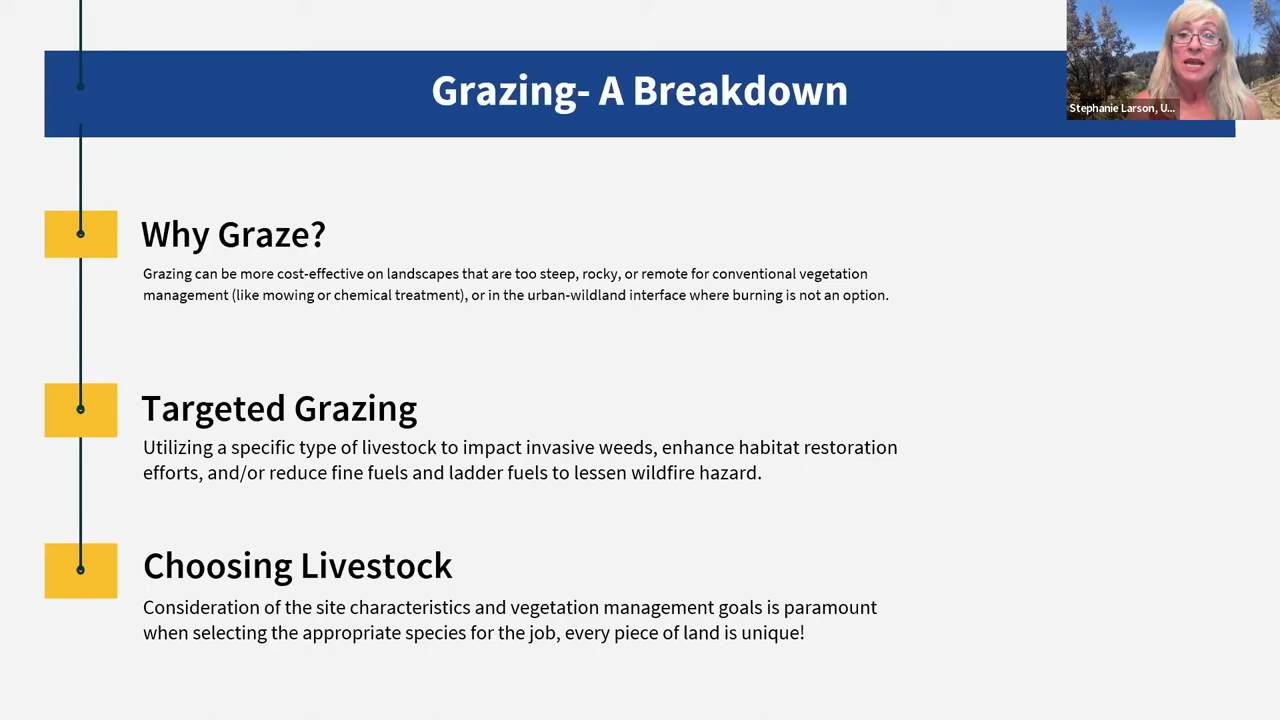 Grazing- A Breakdown
Stephanie Larson, U...
Why Graze?
Grazing can be more cost-effective on landscapes that are too steep, rocky, or remote for conventional vegetation
management (like mowing or chemical treatment), or in the urban-wildland interface where burning is not an option.
Targeted Grazing
Utilizing a specific type of livestock to impact invasive weeds, enhance habitat restoration
efforts, and/or reduce fine fuels and ladder fuels to lessen wildfire hazard.
Choosing Livestock
Consideration of the site characteristics and vegetation management goals is paramount
when selecting the appropriate species for the job, every piece of land is unique!